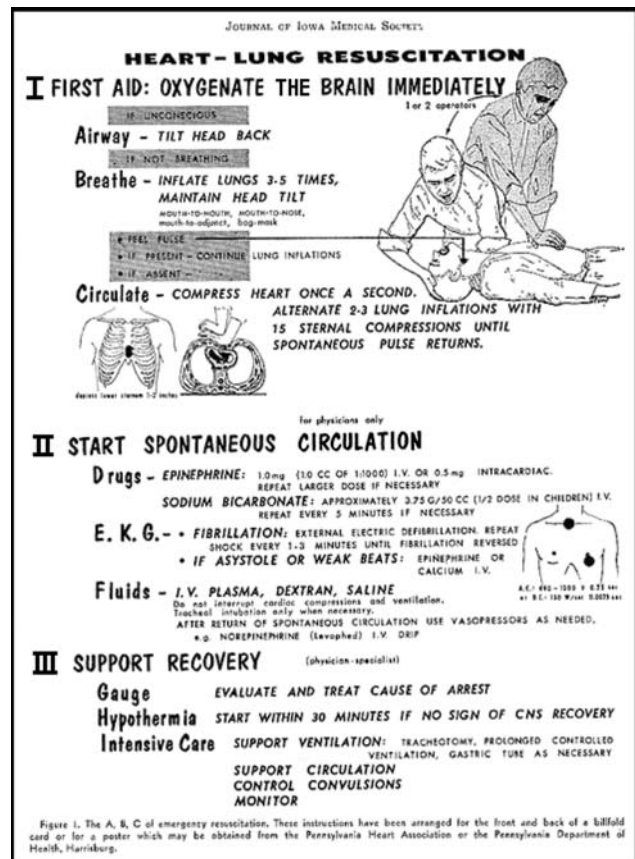 JOURNAL OF IOWA MEDICAL SOCIETY
HEART-LUNG RESUSCITATION
I FIRST AID: OXYGENATE THE BRAIN IMMEDIATELY
IF UNCONSCIOUS
1 or 2 operators
Airway - TILT HEAD BACK
IF NOT BREATHING
Breathe - INFLATE LUNGS 3-5 TIMES,
MAINTAIN HEAD TILT
MOUTH-TO-MOUTH, MOUTH-TO-NOSE,
mouth-to-adjunct, bag-mask
• FEEL PULSE
• IF PRESENT - CONTINUE LUNG INFLATIONS
• IF ABSENT -
Circulate - COMPRESS HEART ONCE A SECOND.
ALTERNATE 2-3 LUNG INFLATIONS WITH
15 STERNAL COMPRESSIONS UNTIL
SPONTANEOUS PULSE RETURNS.
depress lower sternum 1-2 inches
for physicians only
II START SPONTANEOUS CIRCULATION
Drugs - EPINEPHRINE: 1.0 mg (1.0 CC OF 1:1000) I.V. OR 0.5 mg INTRACARDIAC.
REPEAT LARGER DOSE IF NECESSARY
SODIUM BICARBONATE: APPROXIMATELY 3.75 G/50 CC (1/2 DOSE IN CHILDREN) I.V.
REPEAT EVERY 5 MINUTES IF NECESSARY
E. K. G. - • FIBRILLATION: EXTERNAL ELECTRIC DEFIBRILLATION. REPEAT
SHOCK EVERY 1-3 MINUTES UNTIL FIBRILLATION REVERSED
• IF ASYSTOLE OR WEAK BEATS: EPINEPHRINE OR
CALCIUM I.V.
Fluids - I.V. PLASMA, DEXTRAN, SALINE
Do not interrupt cardiac compressions and ventilation.
Tracheal intubation only when necessary.
AFTER RETURN OF SPONTANEOUS CIRCULATION USE VASOPRESSORS AS NEEDED,
e.g. NOREPINEPHRINE (Levophed) I.V. DRIP
III SUPPORT RECOVERY (physician-specialist)
Gauge EVALUATE AND TREAT CAUSE OF ARREST
Hypothermia START WITHIN 30 MINUTES IF NO SIGN OF CNS RECOVERY
Intensive Care SUPPORT VENTILATION: TRACHEOTOMY, PROLONGED CONTROLLED
VENTILATION, GASTRIC TUBE AS NECESSARY
SUPPORT CIRCULATION
CONTROL CONVULSIONS
MONITOR
Figure 1. The A, B, C of emergency resuscitation. These instructions have been arranged for the front and back of a billfold
card or for a poster which may be obtained from the Pennsylvania Heart Association or the Pennsylvania Department of
Health, Harrisburg.